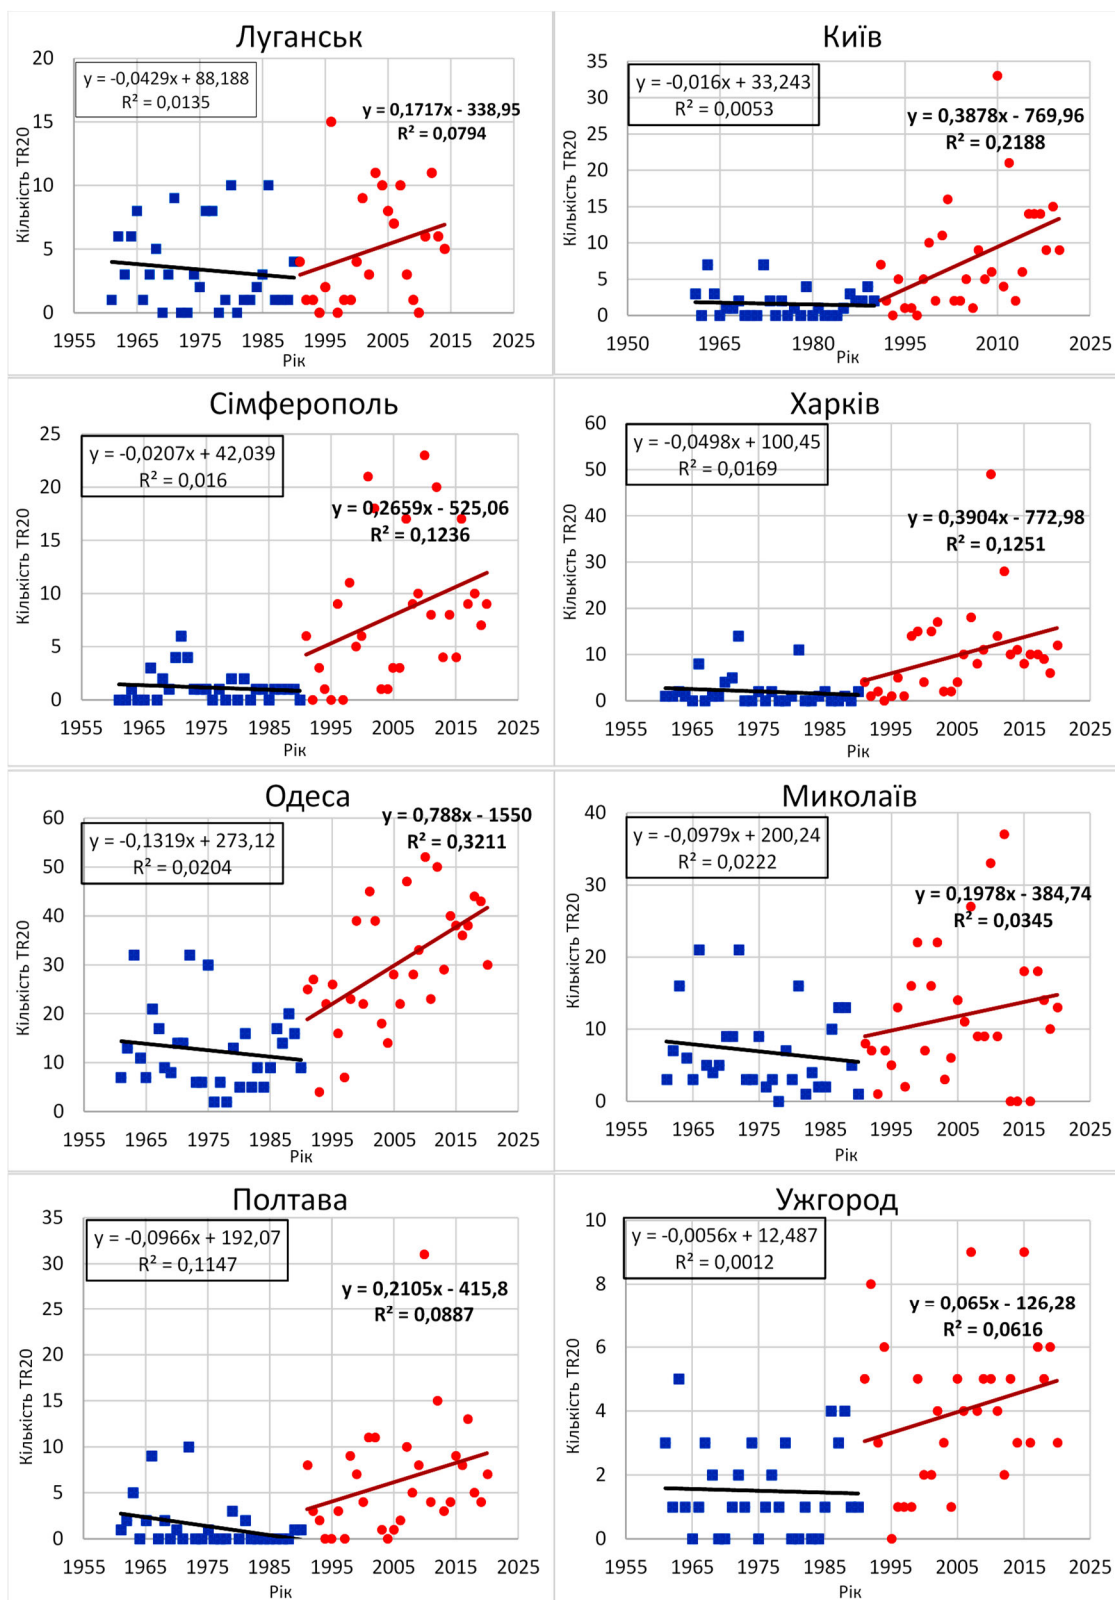 Луганськ
20
15
10
5
0
Кількість TR20
y = -0,0429x + 88,188
R² = 0,0135
y = 0,1717x - 338,95
R² = 0,0794
1955 1965 1975 1985 1995 2005 2015 2025
Рік
Київ
35
30
25
20
15
10
5
0
Кількість TR20
y = -0,016x + 33,243
R² = 0,0053
y = 0,3878x - 769,96
R² = 0,2188
1950 1965 1980 1995 2010 2025
Рік
Сімферополь
25
20
15
10
5
0
Кількість TR20
y = -0,0207x + 42,039
R² = 0,016
y = 0,2659x - 525,06
R² = 0,1236
1955 1965 1975 1985 1995 2005 2015 2025
Рік
Харків
60
50
40
30
20
10
0
Кількість TR20
y = -0,0498x + 100,45
R² = 0,0169
y = 0,3904x - 772,98
R² = 0,1251
1955 1965 1975 1985 1995 2005 2015 2025
Рік
Одеса
60
50
40
30
20
10
0
Кількість TR20
y = -0,1319x + 273,12
R² = 0,0204
y = 0,788x - 1550
R² = 0,3211
1955 1965 1975 1985 1995 2005 2015 2025
Рік
Миколаїв
40
30
20
10
0
Кількість TR20
y = -0,0979x + 200,24
R² = 0,0222
y = 0,1978x - 384,74
R² = 0,0345
1955 1965 1975 1985 1995 2005 2015 2025
Рік
Полтава
35
30
25
20
15
10
5
0
Кількість TR20
y = -0,0966x + 192,07
R² = 0,1147
y = 0,2105x - 415,8
R² = 0,0887
1955 1965 1975 1985 1995 2005 2015 2025
Рік
Ужгород
10
8
6
4
2
0
Кількість TR20
y = -0,0056x + 12,487
R² = 0,0012
y = 0,065x - 126,28
R² = 0,0616
1955 1965 1975 1985 1995 2005 2015 2025
Рік